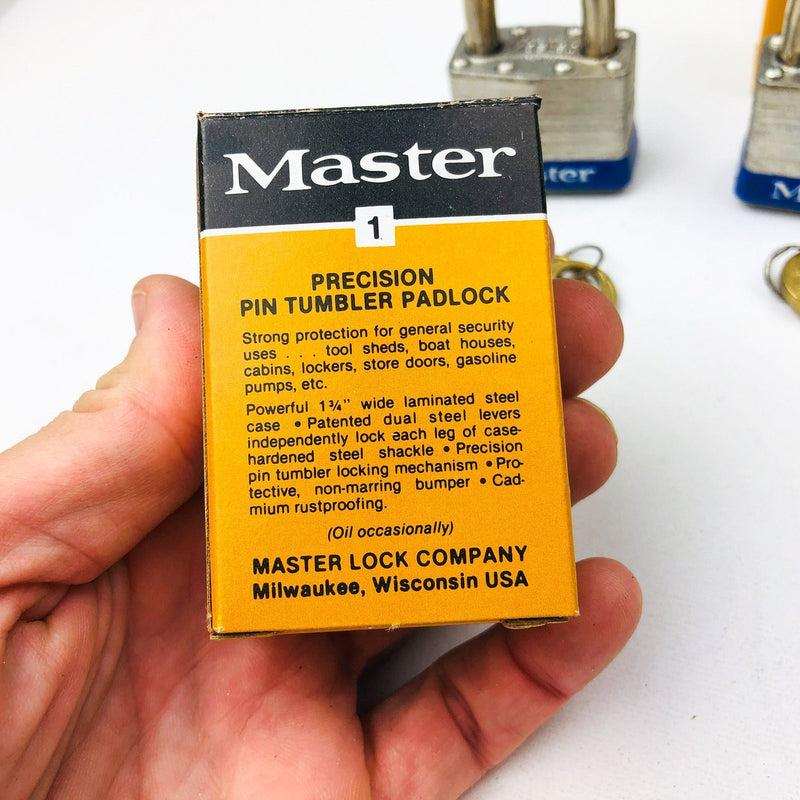 Master
1
PRECISION
PIN TUMBLER PADLOCK
Strong protection for general security
uses . . . tool sheds, boat houses,
cabins, lockers, store doors, gasoline
pumps, etc.
Powerful 1¾" wide laminated steel
case • Patented dual steel levers
independently lock each leg of case-
hardened steel shackle • Precision
pin tumbler locking mechanism • Pro-
tective, non-marring bumper • Cad-
mium rustproofing.
(Oil occasionally)
MASTER LOCK COMPANY
Milwaukee, Wisconsin USA
ster
M